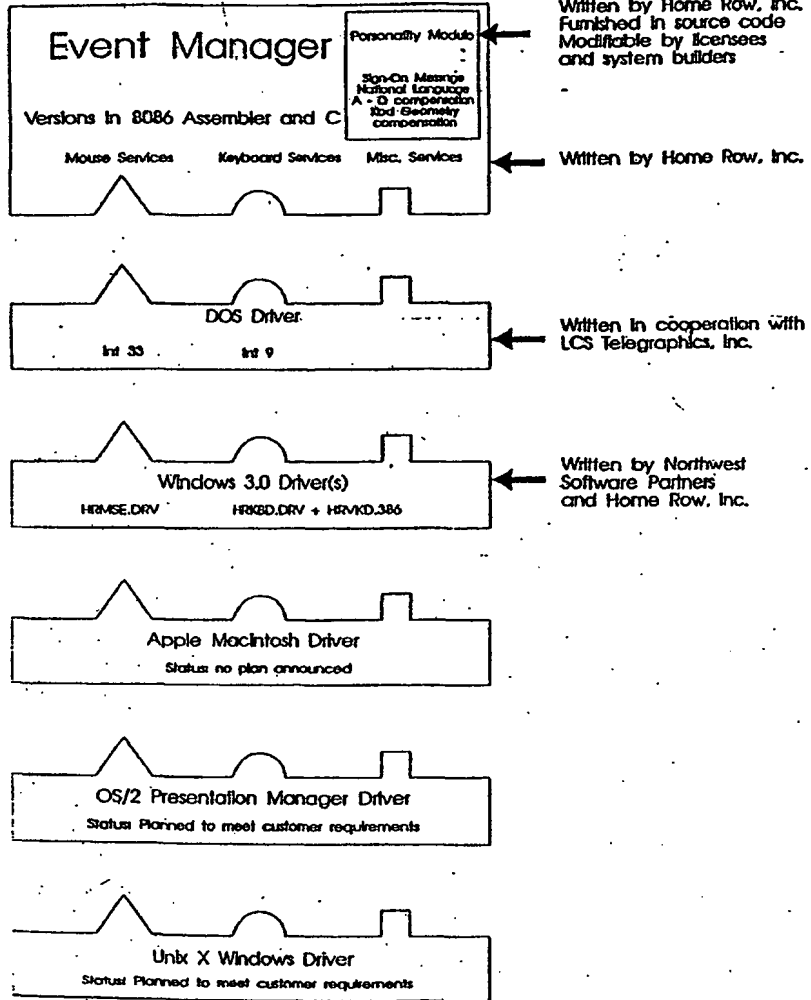 Event Manager
Versions in 8086 Assembler and C
Personality Module
Sign-On Message
National Language
A - D compensation
Kbd Geometry
compensation
Written by Home Row, Inc.
Furnished in source code
Modifiable by licensees
and system builders
Mouse Services Keyboard Services Misc. Services
Written by Home Row, Inc.
DOS Driver
Int 33 Int 9
Written in cooperation with
LCS Telegraphics, Inc.
Windows 3.0 Driver(s)
HRMSE.DRV HRKBD.DRV + HRVKD.386
Written by Northwest
Software Partners
and Home Row, Inc.
Apple Macintosh Driver
Status: no plan announced
OS/2 Presentation Manager Driver
Status: Planned to meet customer requirements
Unix X Windows Driver
Status: Planned to meet customer requirements